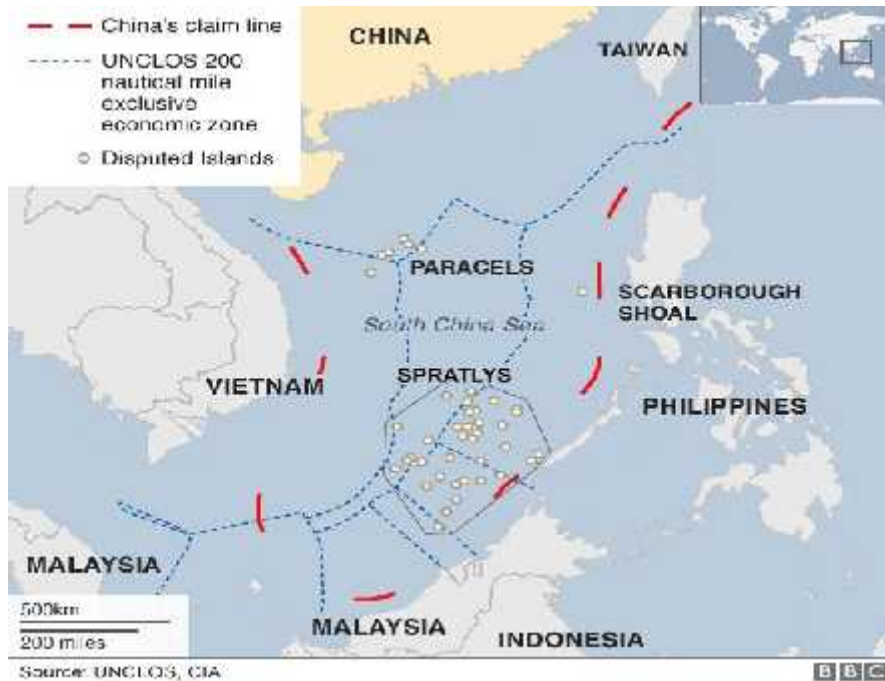 China's claim line
UNCLOS 200
nautical mile
exclusive
economic zone
Disputed Islands
CHINA
TAIWAN
PARACELS
South China Sea
SCARBOROUGH
SHOAL
SPRATLYS
VIETNAM
PHILIPPINES
MALAYSIA
500km
200 miles
MALAYSIA
INDONESIA
Source: UNCLOS, CIA
BBC